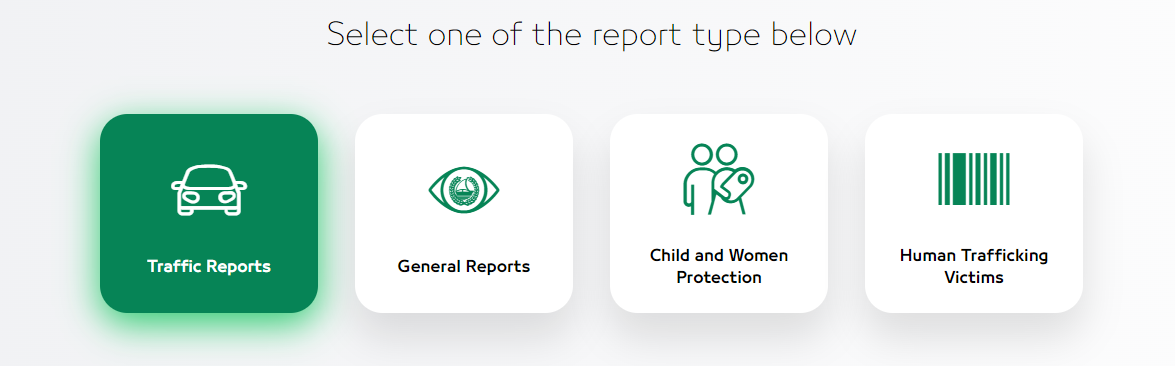 Select one of the report type below
Traffic Reports
General Reports
Child and Women
Protection
Human Trafficking
Victims